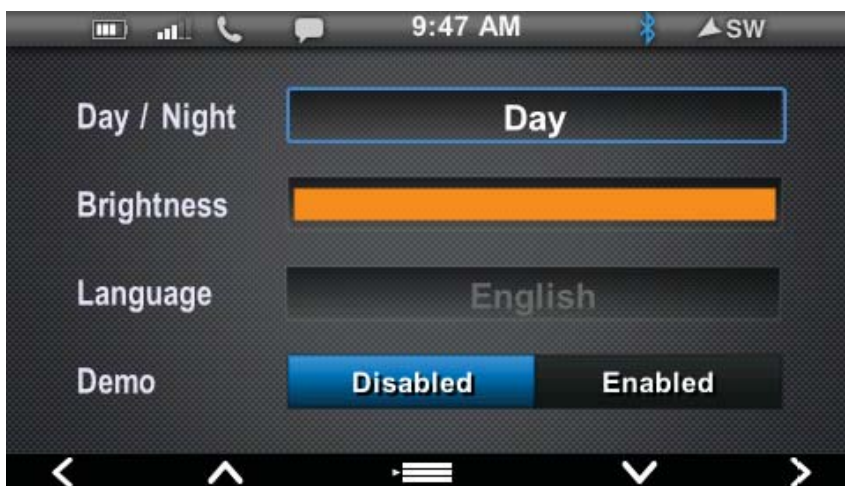 9:47 AM SW
Day / Night Day
Brightness
Language English
Demo Disabled Enabled